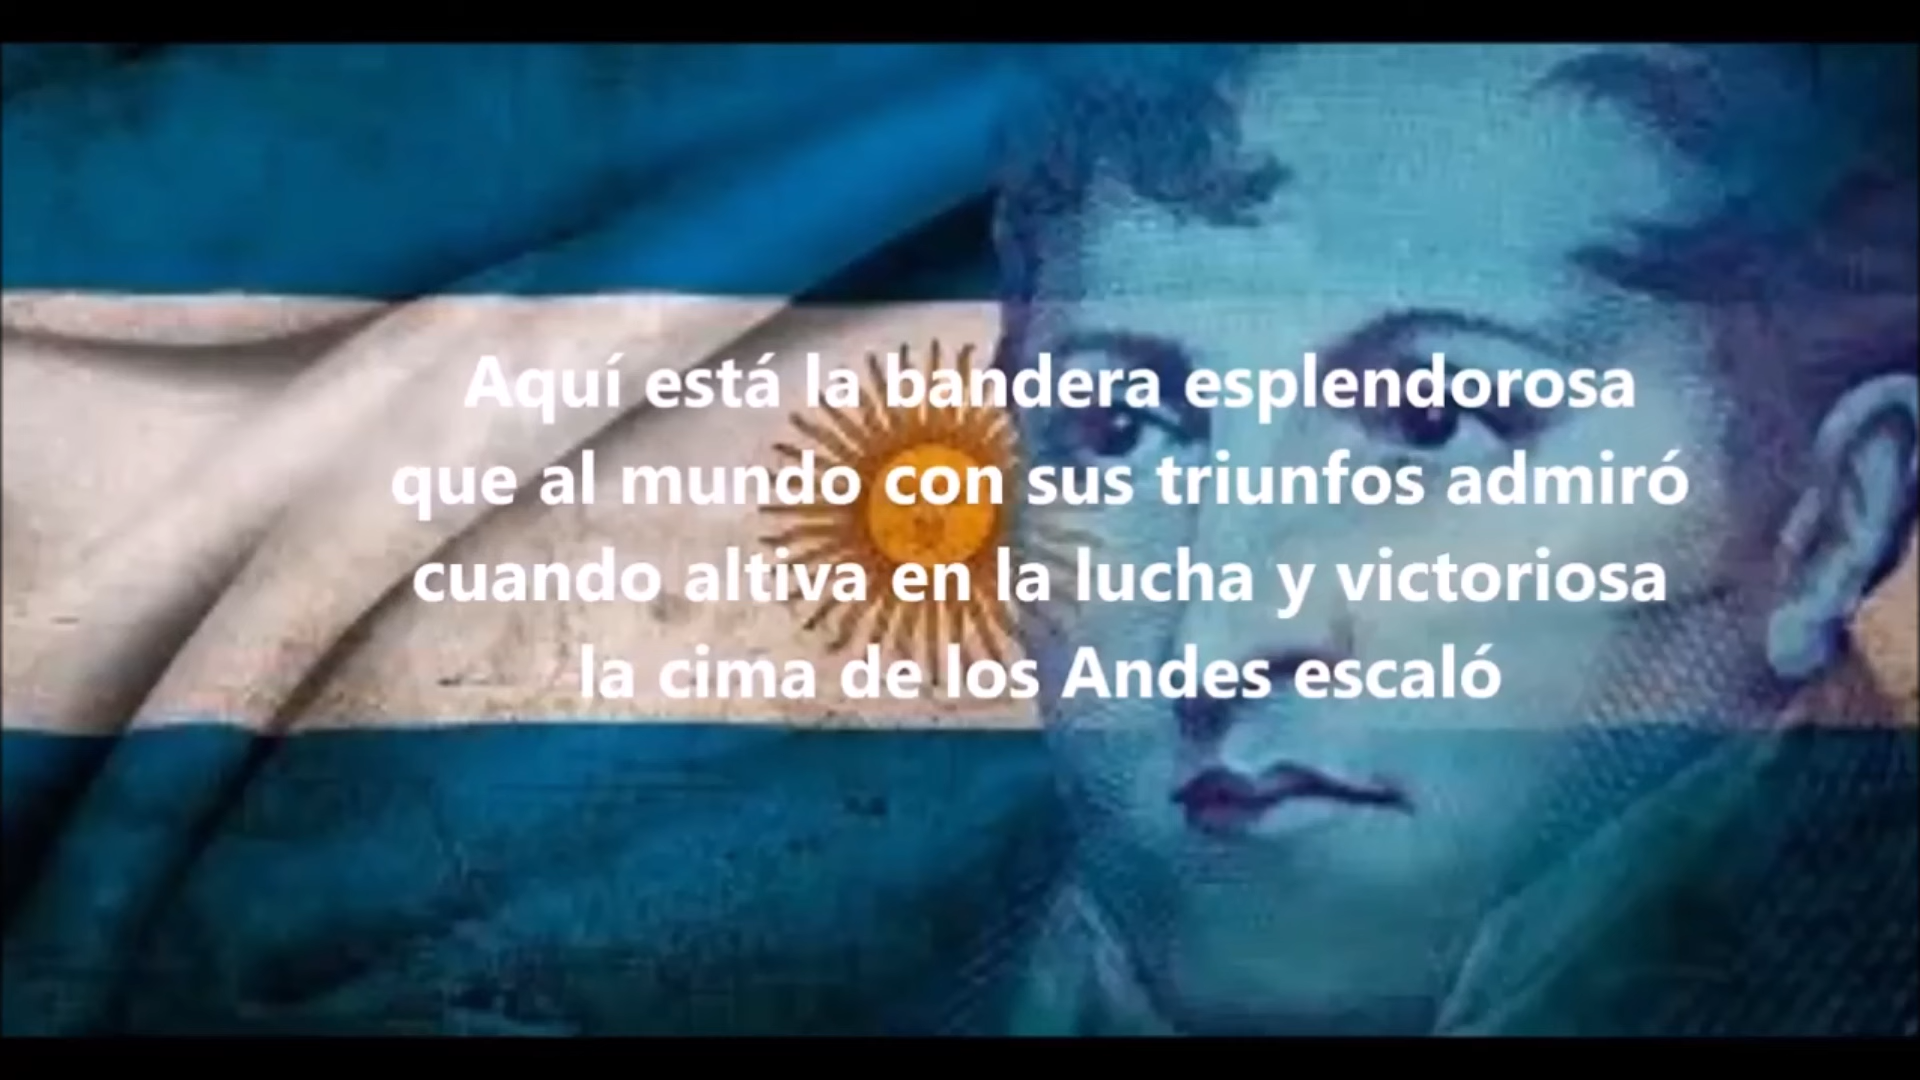 Aquí está la bandera esplendorosa
que al mundo con sus triunfos admiró
cuando altiva en la lucha y victoriosa
la cima de los Andes escaló